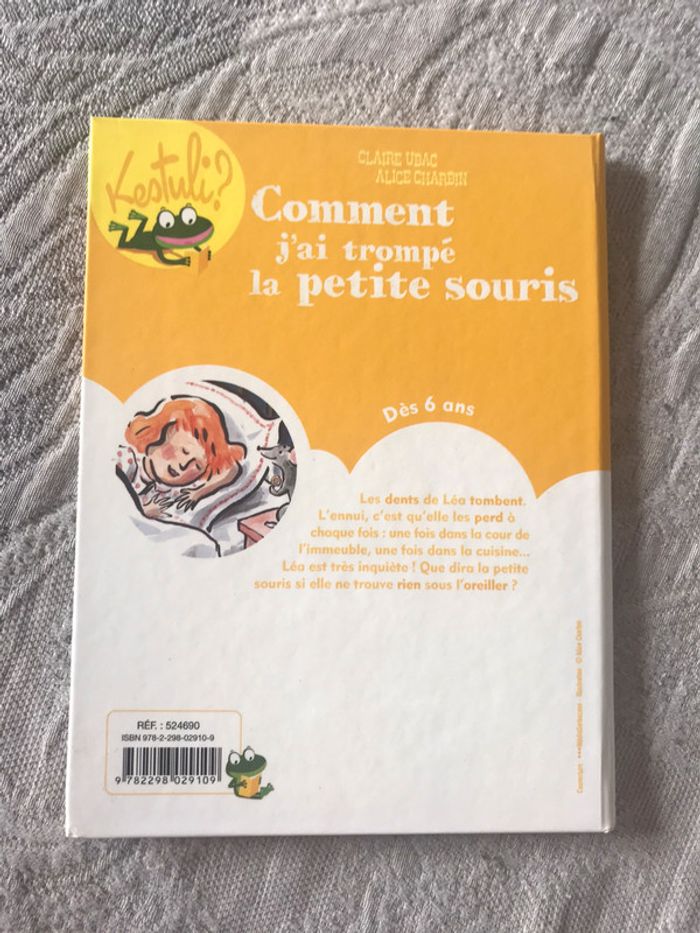 Kestuli?
CLAIRE UBAC
ALICE CHARBIN
Comment
j'ai trompé
la petite souris
Dès 6 ans
Les dents de Léa tombent.
L'ennui, c'est qu'elle les perd à
chaque fois : une fois dans la cour de
l'immeuble, une fois dans la cuisine...
Léa est très inquiète ! Que dira la petite
souris si elle ne trouve rien sous l'oreiller ?
RÉF. : 524690
ISBN 978-2-298-02910-9
9 782298 029109
Illustration : © Alice Charbin